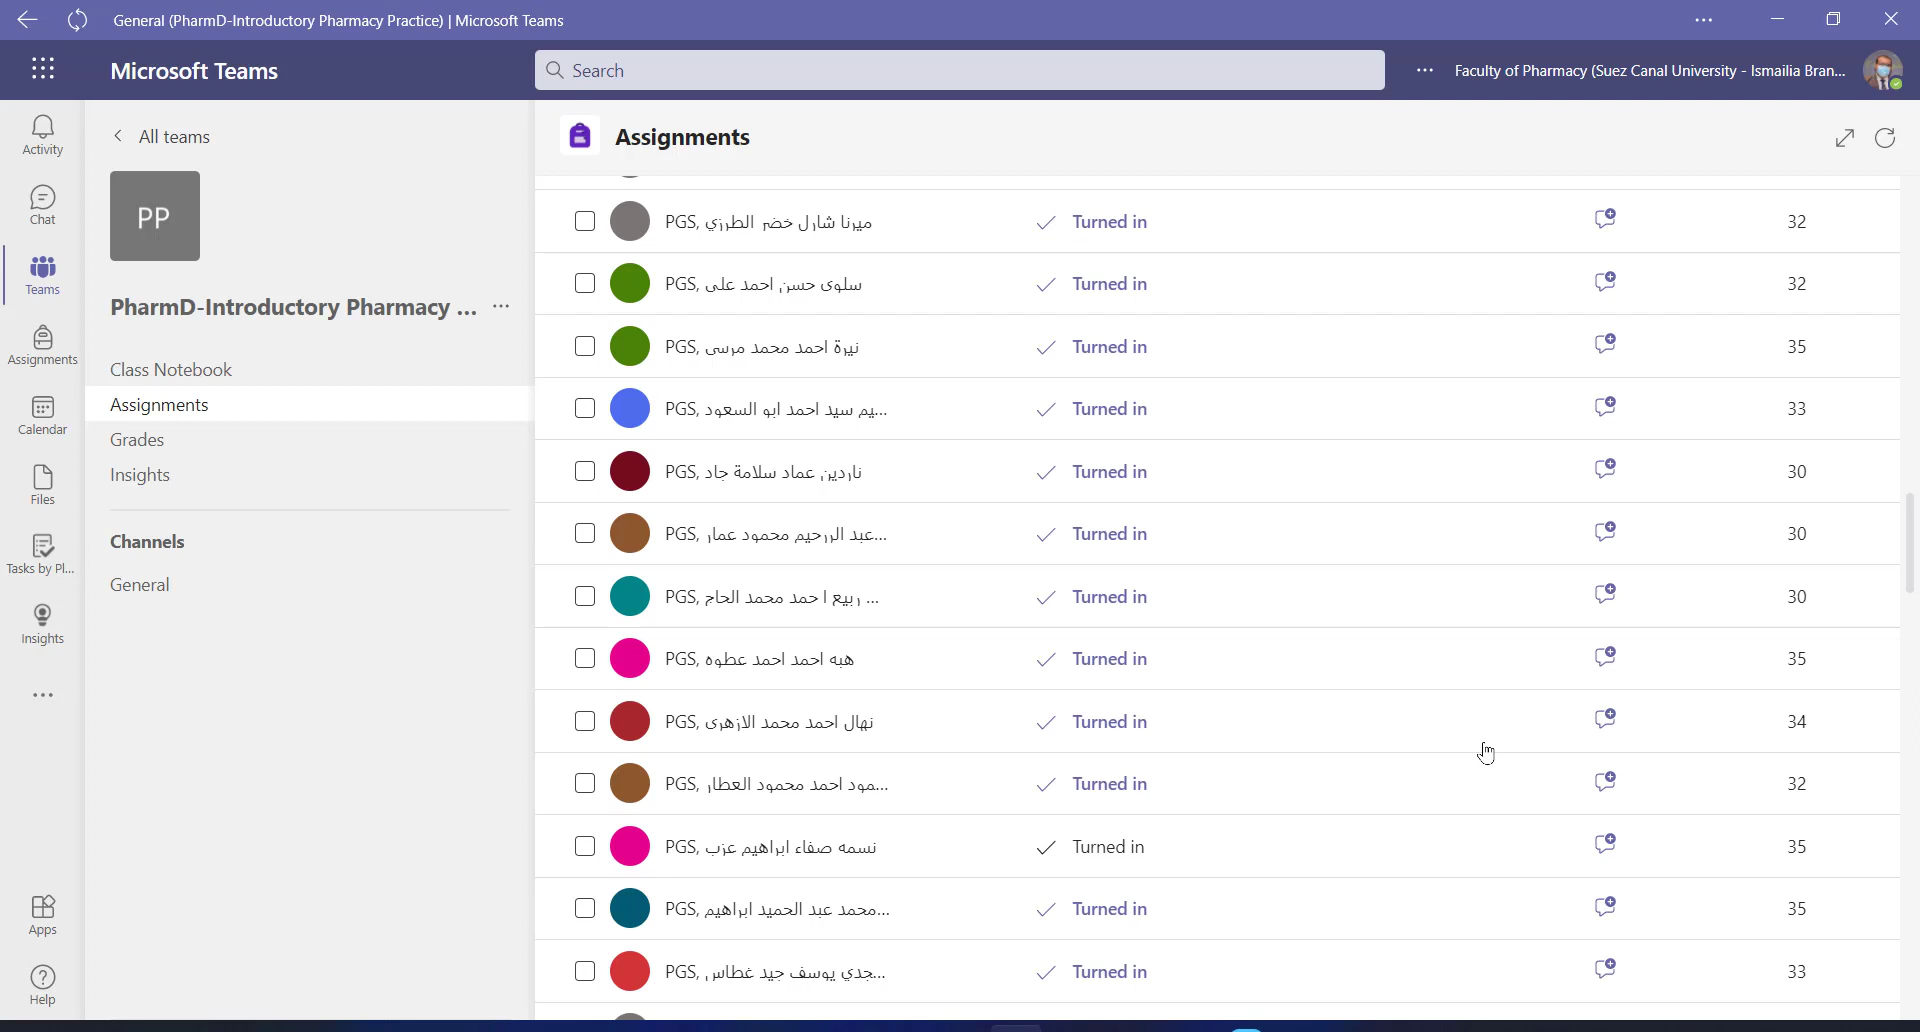 General (PharmD-Introductory Pharmacy Practice) | Microsoft Teams
Microsoft Teams
Search
Faculty of Pharmacy (Suez Canal University - Ismailia Bran...
Activity
Chat
Teams
Assignments
Calendar
Files
Tasks by Pl...
Insights
Apps
Help
All teams
PP
PharmD-Introductory Pharmacy ...
Class Notebook
Assignments
Grades
Insights
Channels
General
Assignments
PGS, ميرنا شارل خضر الطرزي Turned in 32
PGS, سلوى حسن احمد على Turned in 32
PGS, نيرة احمد محمد مرسى Turned in 35
PGS, يم سيد احمد ابو السعود... Turned in 33
PGS, ناردين عماد سلامة جاد Turned in 30
PGS, عبد الررحيم محمود عمار... Turned in 30
PGS, ربيع ا حمد محمد الحاج ... Turned in 30
PGS, هبه احمد احمد عطوه Turned in 35
PGS, نهال احمد محمد الازهرى Turned in 34
PGS, مود احمد محمود العطار... Turned in 32
PGS, نسمه صفاء ابراهيم عزب Turned in 35
PGS, محمد عبد الحميد ابراهيم... Turned in 35
PGS, جدي يوسف جيد غطاس... Turned in 33